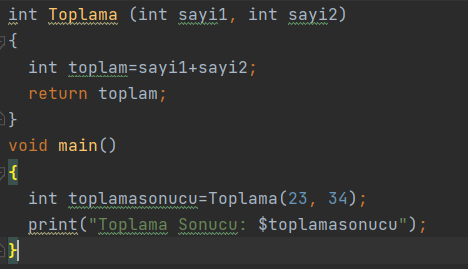 int Toplama (int sayi1, int sayi2)
{
int toplam=sayi1+sayi2;
return toplam;
}
void main()
{
int toplamasonucu=Toplama(23, 34);
print("Toplama Sonucu: $toplamasonucu");
}